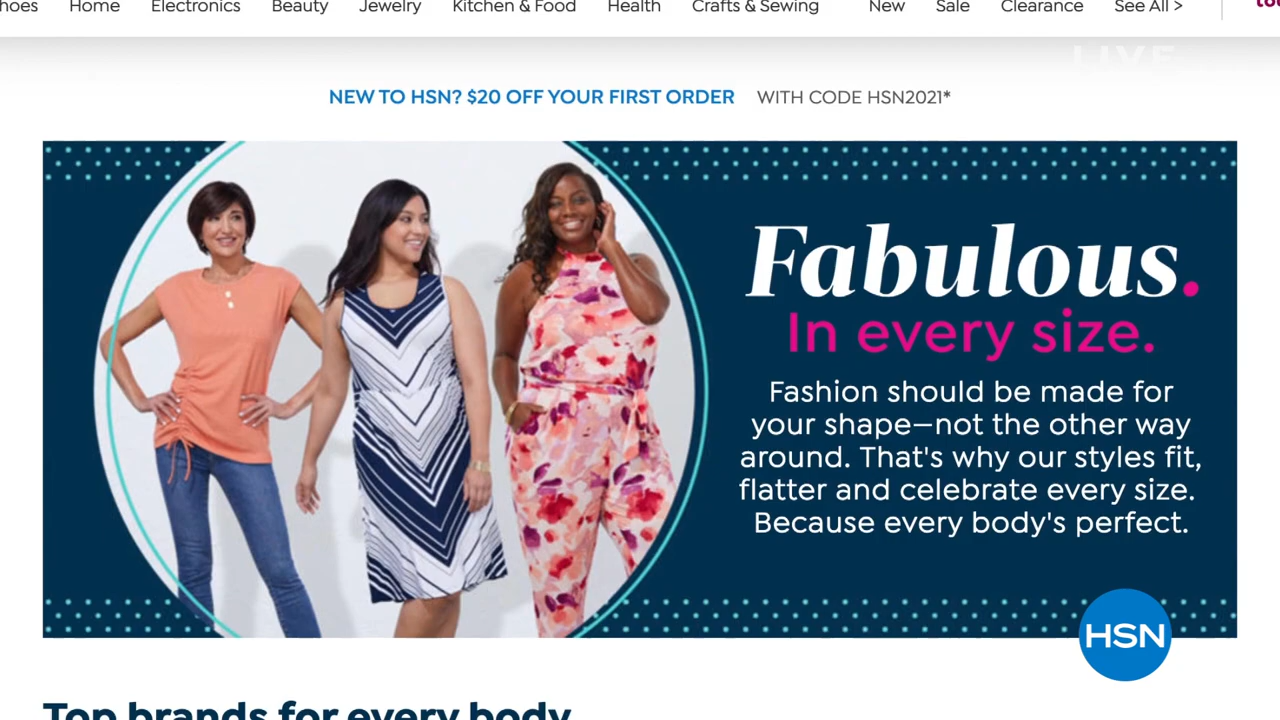 hoes Home Electronics Beauty Jewelry Kitchen & Food Health Crafts & Sewing New Sale Clearance See All >
LIVE
NEW TO HSN? $20 OFF YOUR FIRST ORDER WITH CODE HSN2021*
Fabulous.
In every size.
Fashion should be made for
your shape—not the other way
around. That's why our styles fit,
flatter and celebrate every size.
Because every body's perfect.
HSN
Top brands for every body